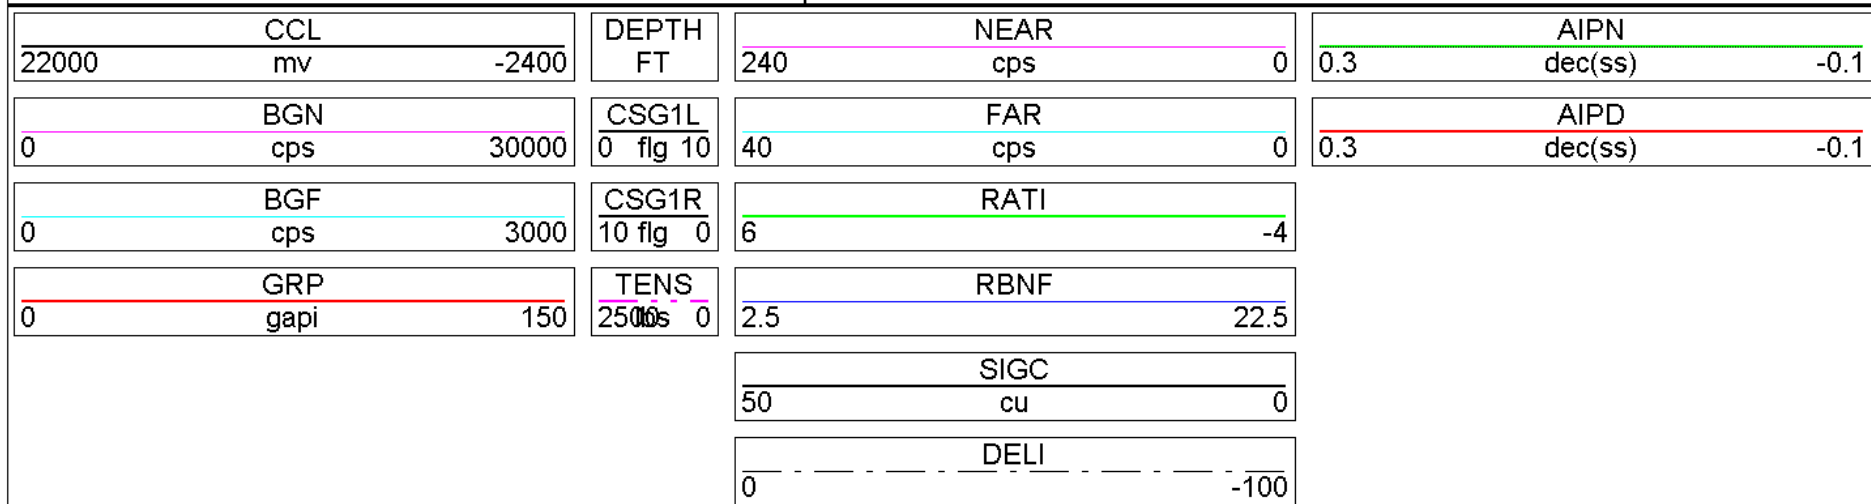 CCL
22000 mv -2400
DEPTH
FT
NEAR
240 cps 0
AIPN
0.3 dec(ss) -0.1
BGN
0 cps 30000
CSG1L
0 flg 10
FAR
40 cps 0
AIPD
0.3 dec(ss) -0.1
BGF
0 cps 3000
CSG1R
10 flg 0
RATI
6 -4
GRP
0 gapi 150
TENS
2500 lbs 0
RBNF
2.5 22.5
SIGC
50 cu 0
DELI
0 -100